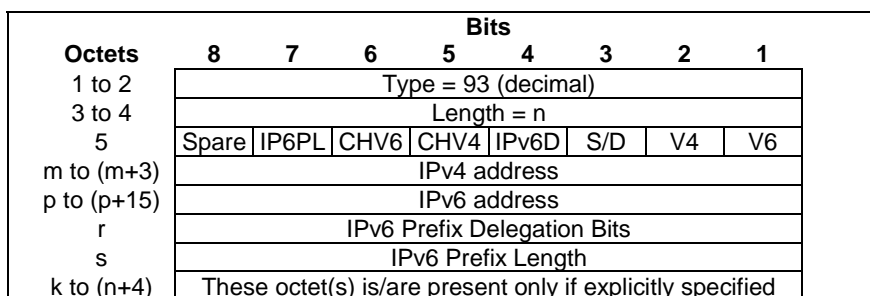 Bits
Octets 8 7 6 5 4 3 2 1
1 to 2 Type = 93 (decimal)
3 to 4 Length = n
5 Spare IP6PL CHV6 CHV4 IPv6D S/D V4 V6
m to (m+3) IPv4 address
p to (p+15) IPv6 address
r IPv6 Prefix Delegation Bits
s IPv6 Prefix Length
k to (n+4) These octet(s) is/are present only if explicitly specified